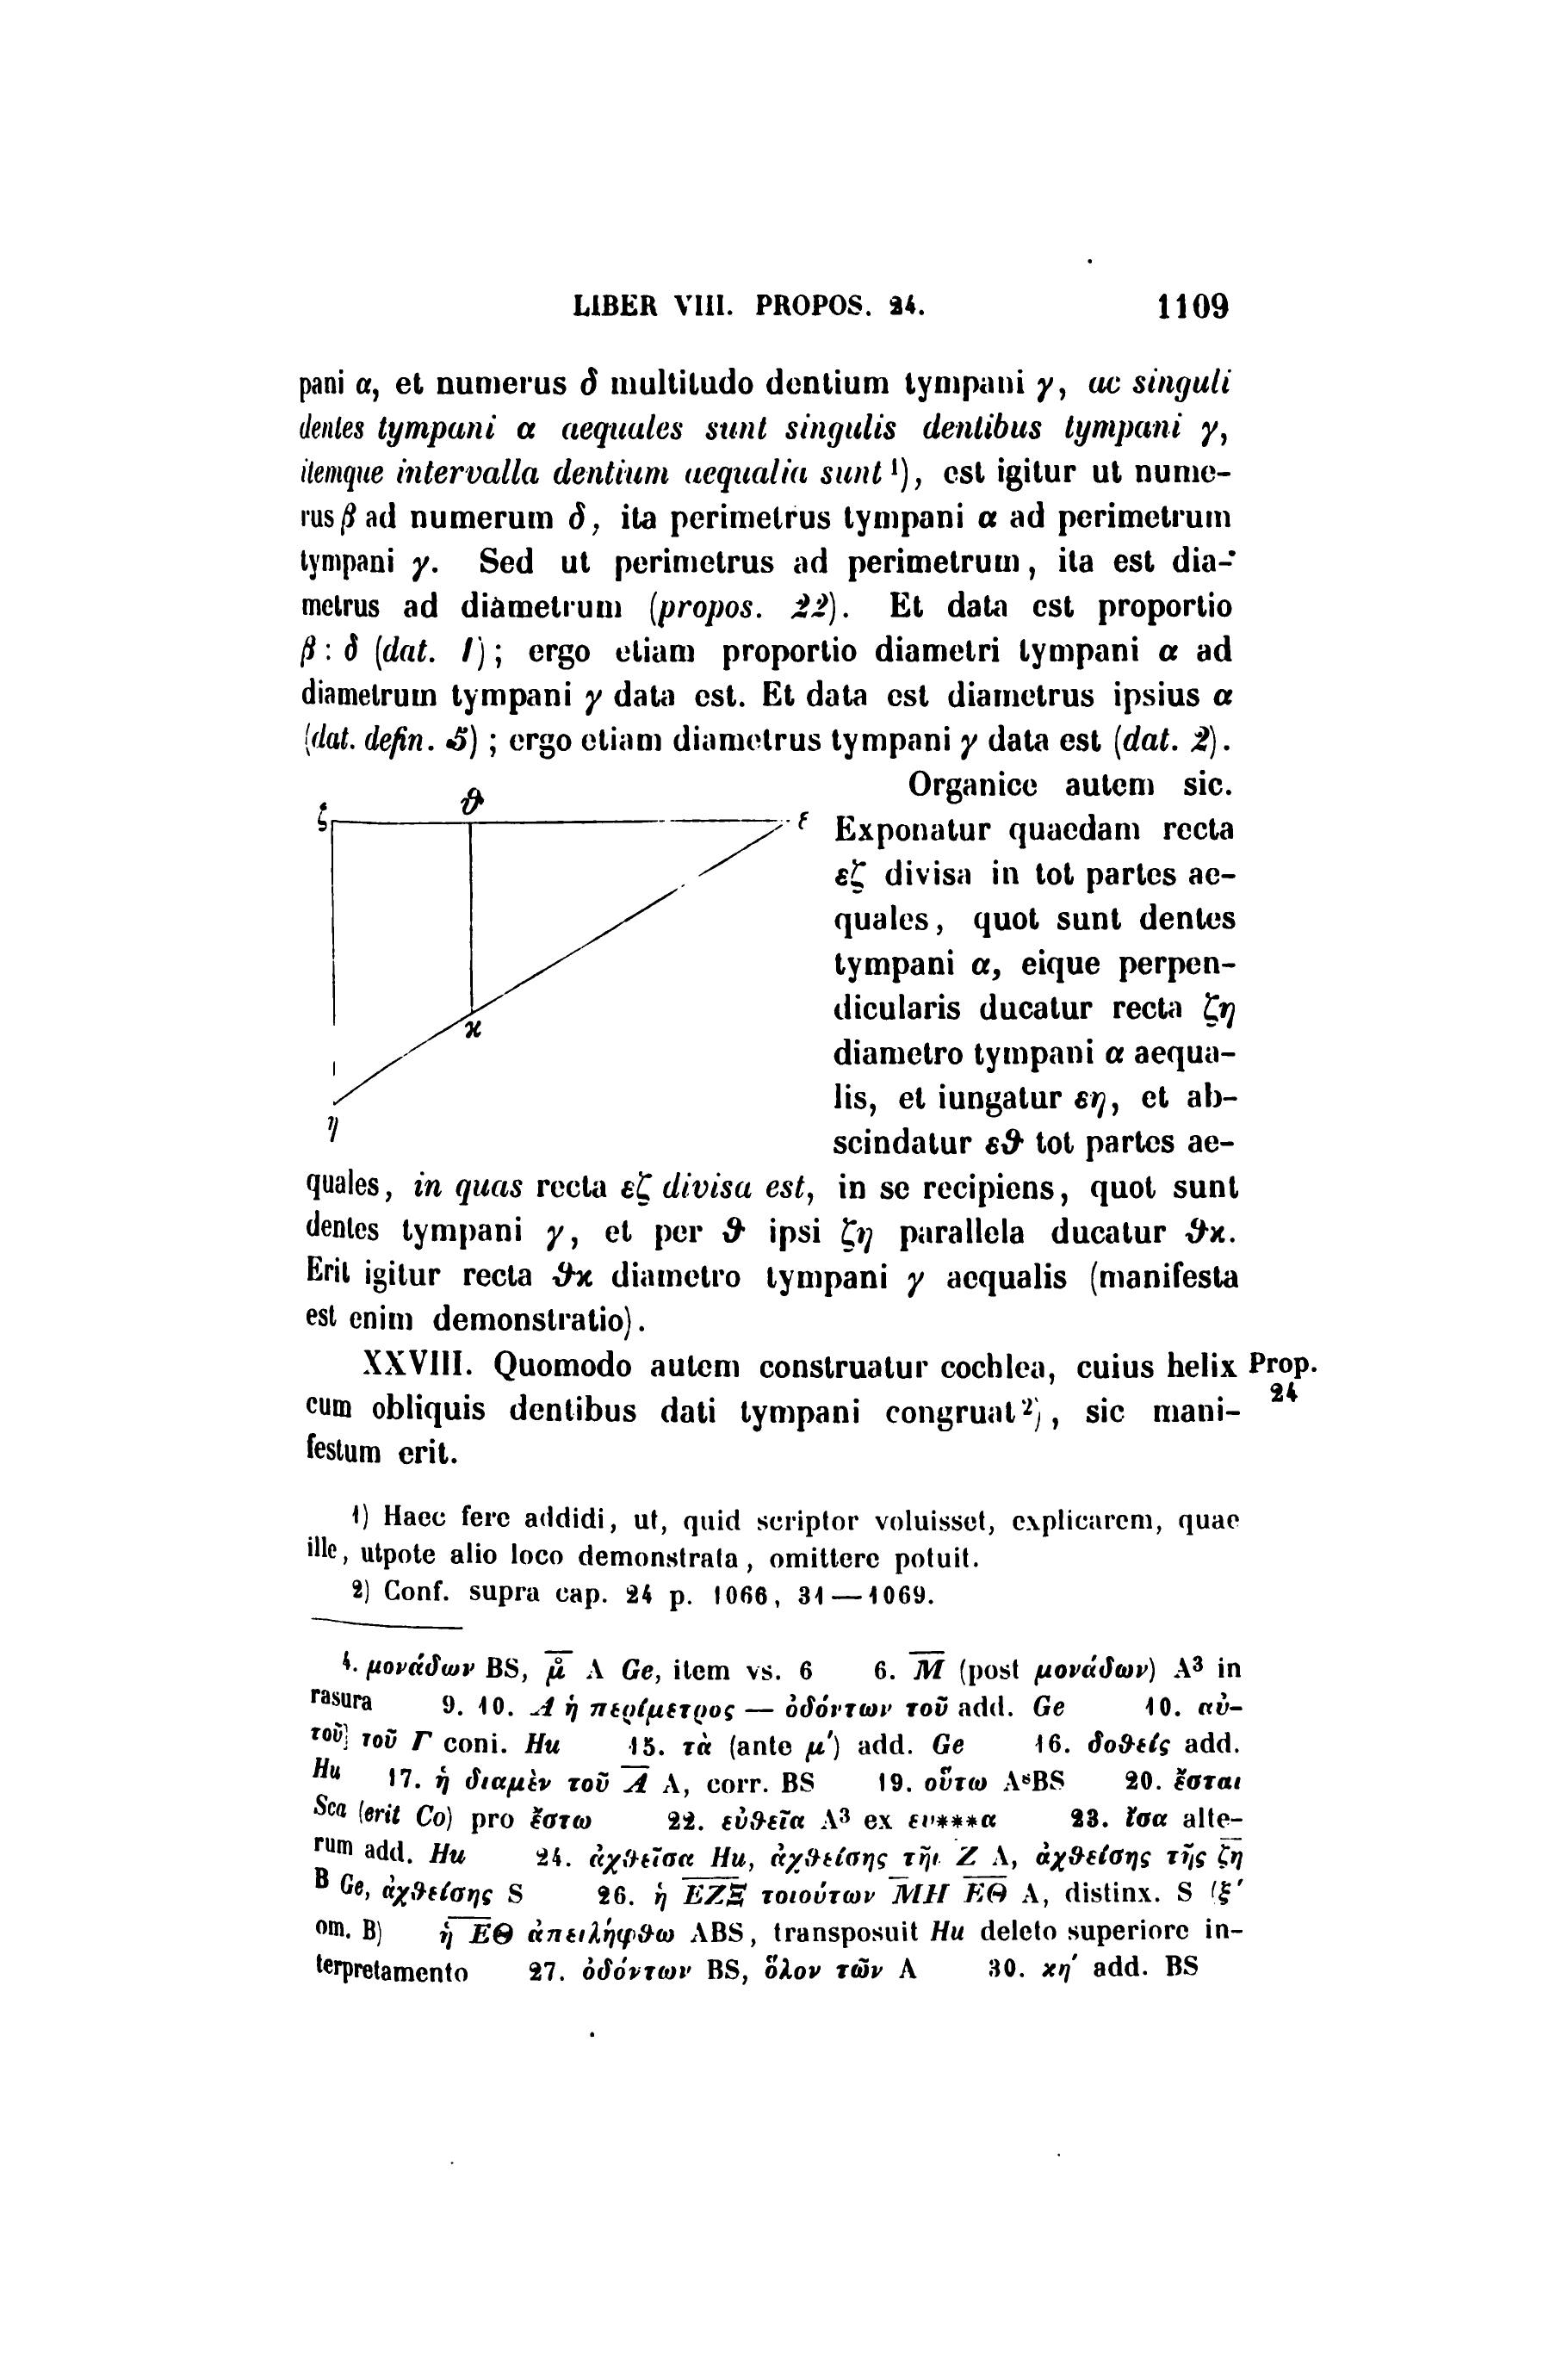 LIBER VIII. PROPOS. 24. 1109
pani α, et numerus δ multitudo dentium tympani γ, ac singuli
dentes tympani α aequales sunt singulis dentibus tympani γ,
itemque intervalla dentium aequalia sunt 1), est igitur ut nume-
rus β ad numerum δ, ita perimetrus tympani α ad perimetrum
tympani γ. Sed ut perimetrus ad perimetrum, ita est dia-
metrus ad diametrum (propos. 22). Et data est proportio
β : δ (dat. 1); ergo etiam proportio diametri tympani α ad
diametrum tympani γ data est. Et data est diametrus ipsius α
(dat. defin. 5) ; ergo etiam diametrus tympani γ data est (dat. 2).
Organice autem sic.
ζ ϑ ε
Exponatur quaedam recta
εζ divisa in tot partes ae-
quales, quot sunt dentes
tympani α, eique perpen-
dicularis ducatur recta ζη
κ
diametro tympani α aequa-
lis, et iungatur εη, et ab-
η
scindatur εϑ tot partes ae-
quales, in quas recta εζ divisa est, in se recipiens, quot sunt
dentes tympani γ, et per ϑ ipsi ζη parallela ducatur ϑκ.
Erit igitur recta ϑκ diametro tympani γ aequalis (manifesta
est enim demonstratio).
XXVIII. Quomodo autem construatur cochlea, cuius helix Prop. 24
cum obliquis dentibus dati tympani congruat 2), sic mani-
festum erit.
1) Haec fere addidi, ut, quid scriptor voluisset, explicarem, quae
ille, utpote alio loco demonstrata, omittere potuit.
2) Conf. supra cap. 24 p. 1066, 31—1069.
4. μονάδων BS, μ̊ A Ge, item vs. 6 6. M̅ (post μονάδων) A³ in
rasura 9. 10. Α ἡ περίμετρος — ὀδόντων τοῦ add. Ge 10. αὐ-
τοῦ] τοῦ Γ coni. Hu 15. τὰ (ante μ') add. Ge 16. δοθείς add.
Hu 17. ἡ διαμὲν τοῦ A̅ A, corr. BS 19. οὕτω AˢBS 20. ἔσται
Sca (erit Co) pro ἔστω 22. εὐθεῖα A³ ex ευ***α 23. ἴσα alte-
rum add. Hu 24. ἀχθεῖσα Hu, ἀχθείσης τῆι Z A, ἀχθείσης τῆς ζη
B Ge, ἀχθείσης S 26. ἡ ΕΖΞ τοιούτων ΜΗ ΕΘ A, distinx. S (ξ'
om. B) ἡ ΕΘ ἀπειλήφθω ABS, transposuit Hu deleto superiore in-
terpretamento 27. ὀδόντων BS, ὅλον τῶν A 30. κη' add. BS